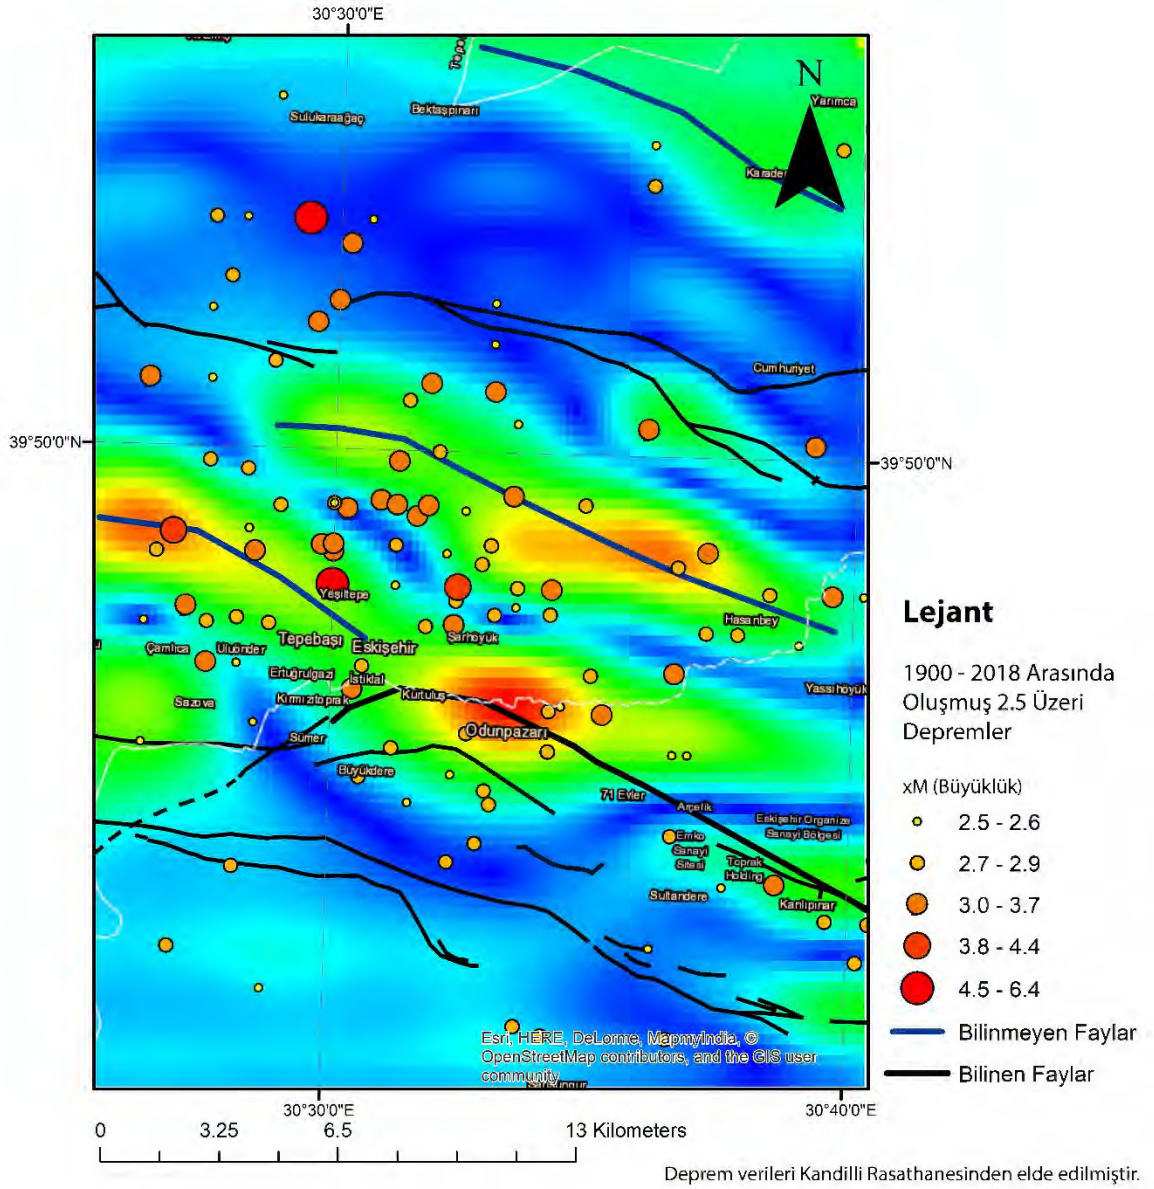 30°30'0"E
Bektaşpınarı
Sulukaraağaç
N
Yarımca
Cumhuriyet
39°50'0"N
39°50'0"N
Yeşiltepe
Hasanbey
Şarhöyük
Tepebaşı
Eskişehir
Çamlıca
Uluönder
Ertuğrulgazi
İstiklal
Yassıhöyük
Sazova
Kırmızıtoprak
Kurtuluş
Odunpazarı
Sümer
Büyükdere
71 Evler
Arçelik
Eskişehir Organize
Sanayi Bölgesi
Emko
Sanayi
Sitesi
Toprak
Holding
Sultandere
Kanlıpınar
Esri, HERE, DeLorme, MapmyIndia, ©
OpenStreetMap contributors, and the GIS user
community
30°30'0"E
30°40'0"E
0 3.25 6.5 13 Kilometers
Lejant
1900 - 2018 Arasında
Oluşmuş 2.5 Üzeri
Depremler
xM (Büyüklük)
2.5 - 2.6
2.7 - 2.9
3.0 - 3.7
3.8 - 4.4
4.5 - 6.4
Bilinmeyen Faylar
Bilinen Faylar
Deprem verileri Kandilli Rasathanesinden elde edilmiştir.